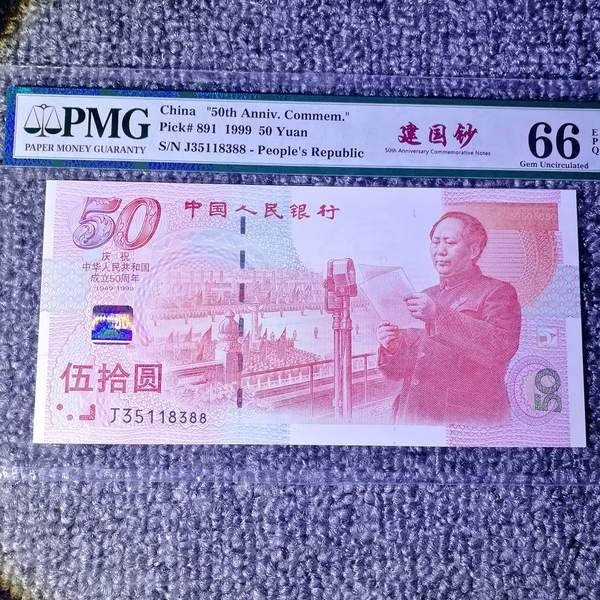 PMG
PAPER MONEY GUARANTY
China "50th Anniv. Commem."
Pick# 891 1999 50 Yuan
S/N J35118388 - People's Republic
建国钞
50th Anniversary Commemorative Notes
66
Gem Uncirculated
E
P
Q
50
中国人民银行
庆祝
中华人民共和国
成立50周年
1949-1999
伍拾圆
J35118388
50